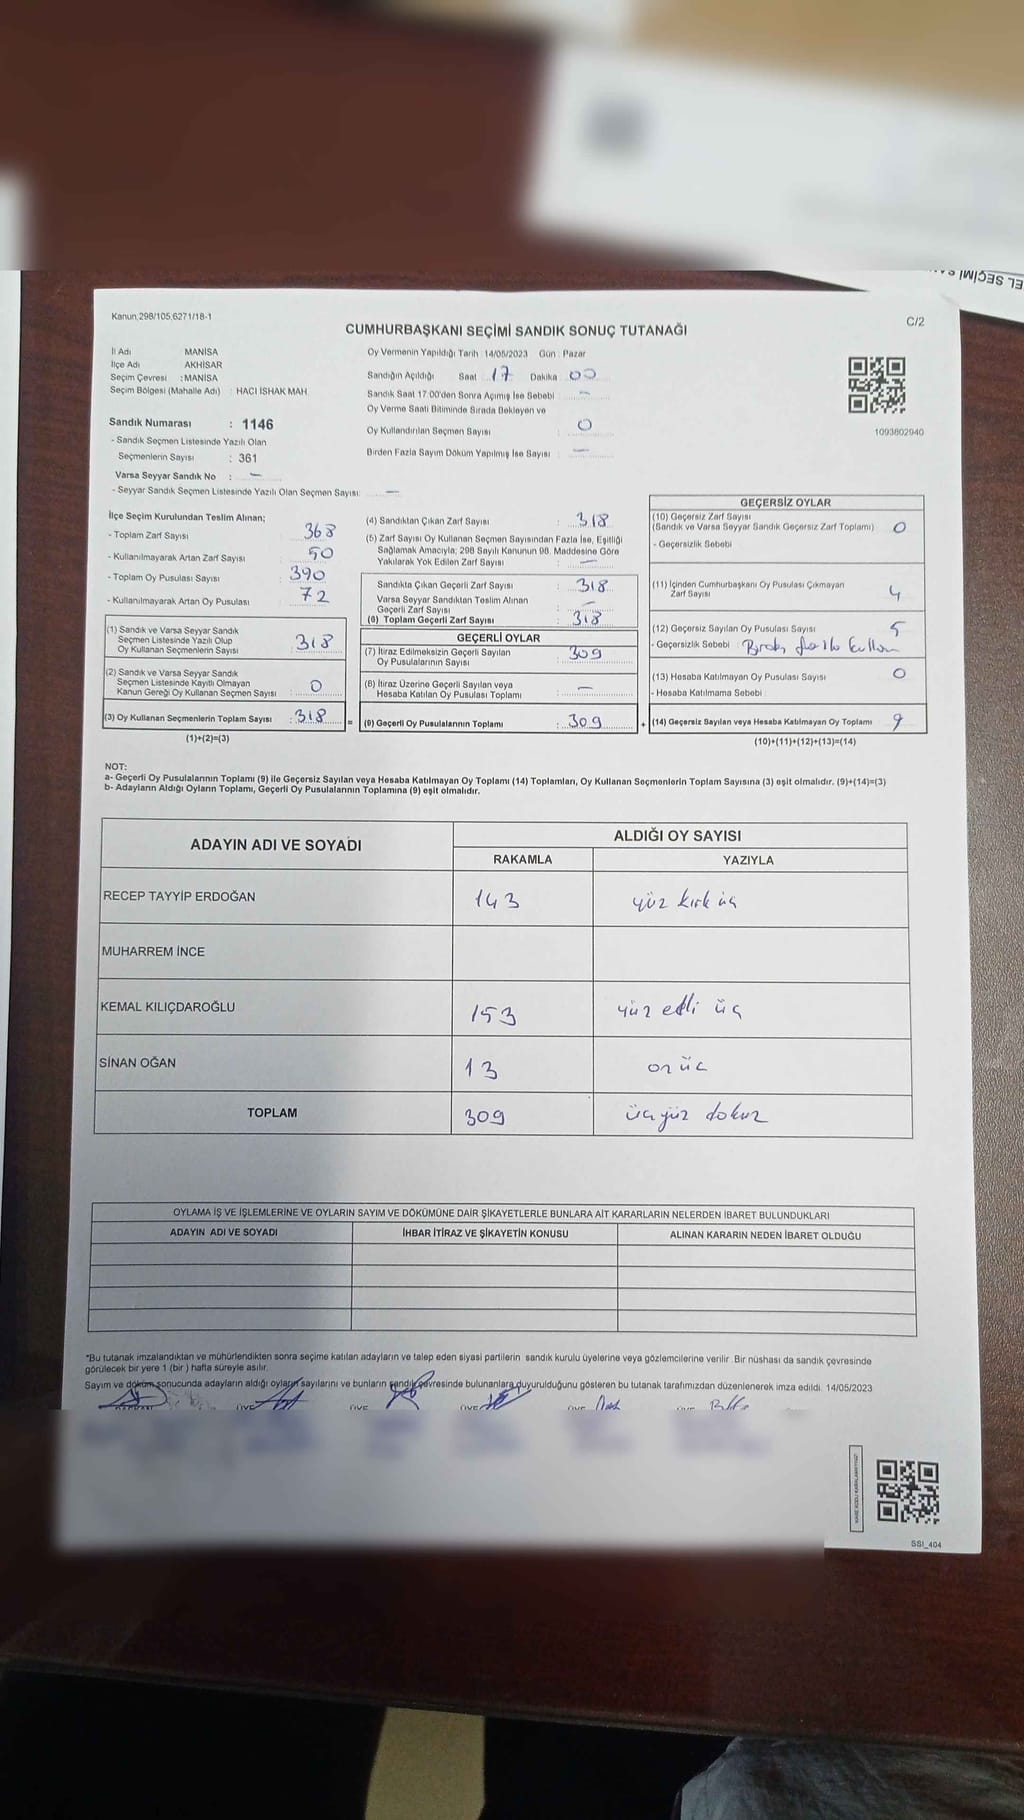 EL SEÇİMİ SA
Kanun,298/105,6271/18-1
C/2
CUMHURBAŞKANI SEÇİMİ SANDIK SONUÇ TUTANAĞI
İl Adı MANİSA
İlçe Adı AKHİSAR
Seçim Çevresi :MANİSA
Seçim Bölgesi (Mahalle Adı) : HACI İSHAK MAH.
Sandık Numarası : 1146
- Sandık Seçmen Listesinde Yazılı Olan
Seçmenlerin Sayısı : 361
Varsa Seyyar Sandık No : –
- Seyyar Sandık Seçmen Listesinde Yazılı Olan Seçmen Sayısı: –
Oy Vermenin Yapıldığı Tarih 14/05/2023 Gün : Pazar
Sandığın Açıldığı Saat 17 Dakika 00
Sandık Saat 17:00'den Sonra Açımış İse Sebebi –
Oy Verme Saati Bitiminde Sırada Bekleyen ve
Oy Kullandırılan Seçmen Sayısı : 0
Birden Fazla Sayım Döküm Yapılmış İse Sayısı : –
1093802940
İlçe Seçim Kurulundan Teslim Alınan;
- Toplam Zarf Sayısı 368
- Kullanılmayarak Artan Zarf Sayısı 50
- Toplam Oy Pusulası Sayısı 390
- Kullanılmayarak Artan Oy Pusulası 72
(1) Sandık ve Varsa Seyyar Sandık
Seçmen Listesinde Yazılı Olup
Oy Kullanan Seçmenlerin Sayısı : 318
(2) Sandık ve Varsa Seyyar Sandık
Seçmen Listesinde Kayıtlı Olmayan
Kanun Gereği Oy Kullanan Seçmen Sayısı : 0
(3) Oy Kullanan Seçmenlerin Toplam Sayısı : 318 =
(1)+(2)=(3)
(4) Sandıktan Çıkan Zarf Sayısı : 318
(5) Zarf Sayısı Oy Kullanan Seçmen Sayısından Fazla İse, Eşitliği
Sağlamak Amacıyla; 298 Sayılı Kanunun 98. Maddesine Göre
Yakılarak Yok Edilen Zarf Sayısı : –
Sandıkta Çıkan Geçerli Zarf Sayısı : 318
Varsa Seyyar Sandıktan Teslim Alınan
Geçerli Zarf Sayısı : –
(6) Toplam Geçerli Zarf Sayısı : 318
GEÇERLİ OYLAR
(7) İtiraz Edilmeksizin Geçerli Sayılan
Oy Pusulalarının Sayısı : 309
(8) İtiraz Üzerine Geçerli Sayılan veya
Hesaba Katılan Oy Pusulası Toplamı : –
(9) Geçerli Oy Pusulalarının Toplamı : 309 +
GEÇERSİZ OYLAR
(10) Geçersiz Zarf Sayısı
(Sandık ve Varsa Seyyar Sandık Geçersiz Zarf Toplamı) : 0
- Geçersizlik Sebebi
(11) İçinden Cumhurbaşkanı Oy Pusulası Çıkmayan
Zarf Sayısı : 4
(12) Geçersiz Sayılan Oy Pusulası Sayısı : 5
- Geçersizlik Sebebi :
(13) Hesaba Katılmayan Oy Pusulası Sayısı : 0
- Hesaba Katılmama Sebebi :
(14) Geçersiz Sayılan veya Hesaba Katılmayan Oy Toplamı : 9
(10)+(11)+(12)+(13)=(14)
NOT:
a- Geçerli Oy Pusulalarının Toplamı (9) ile Geçersiz Sayılan veya Hesaba Katılmayan Oy Toplamı (14) Toplamları, Oy Kullanan Seçmenlerin Toplam Sayısına (3) eşit olmalıdır. (9)+(14)=(3)
b- Adayların Aldığı Oyların Toplamı, Geçerli Oy Pusulalarının Toplamına (9) eşit olmalıdır.
ADAYIN ADI VE SOYADI ALDIĞI OY SAYISI
RAKAMLA YAZIYLA
RECEP TAYYİP ERDOĞAN 143 yüz kırk üç
MUHARREM İNCE
KEMAL KILIÇDAROĞLU 153 yüz elli üç
SİNAN OĞAN 13 on üç
TOPLAM 309 üç yüz dokuz
OYLAMA İŞ VE İŞLEMLERİNE VE OYLARIN SAYIM VE DÖKÜMÜNE DAİR ŞİKAYETLERLE BUNLARA AİT KARARLARIN NELERDEN İBARET BULUNDUKLARI
ADAYIN ADI VE SOYADI İHBAR İTİRAZ VE ŞİKAYETİN KONUSU ALINAN KARARIN NEDEN İBARET OLDUĞU
*Bu tutanak imzalandıktan ve mühürlendikten sonra seçime katılan adayların ve talep eden siyasi partilerin sandık kurulu üyelerine veya gözlemcilerine verilir. Bir nüshası da sandık çevresinde
görülecek bir yere 1 (bir ) hafta süreyle asılır.
Sayım ve döküm sonucunda adayların aldığı oyların sayılarını ve bunların sandık çevresinde bulunanlara duyurulduğunu gösteren bu tutanak tarafımızdan düzenlenerek imza edildi. 14/05/2023
SSI_404